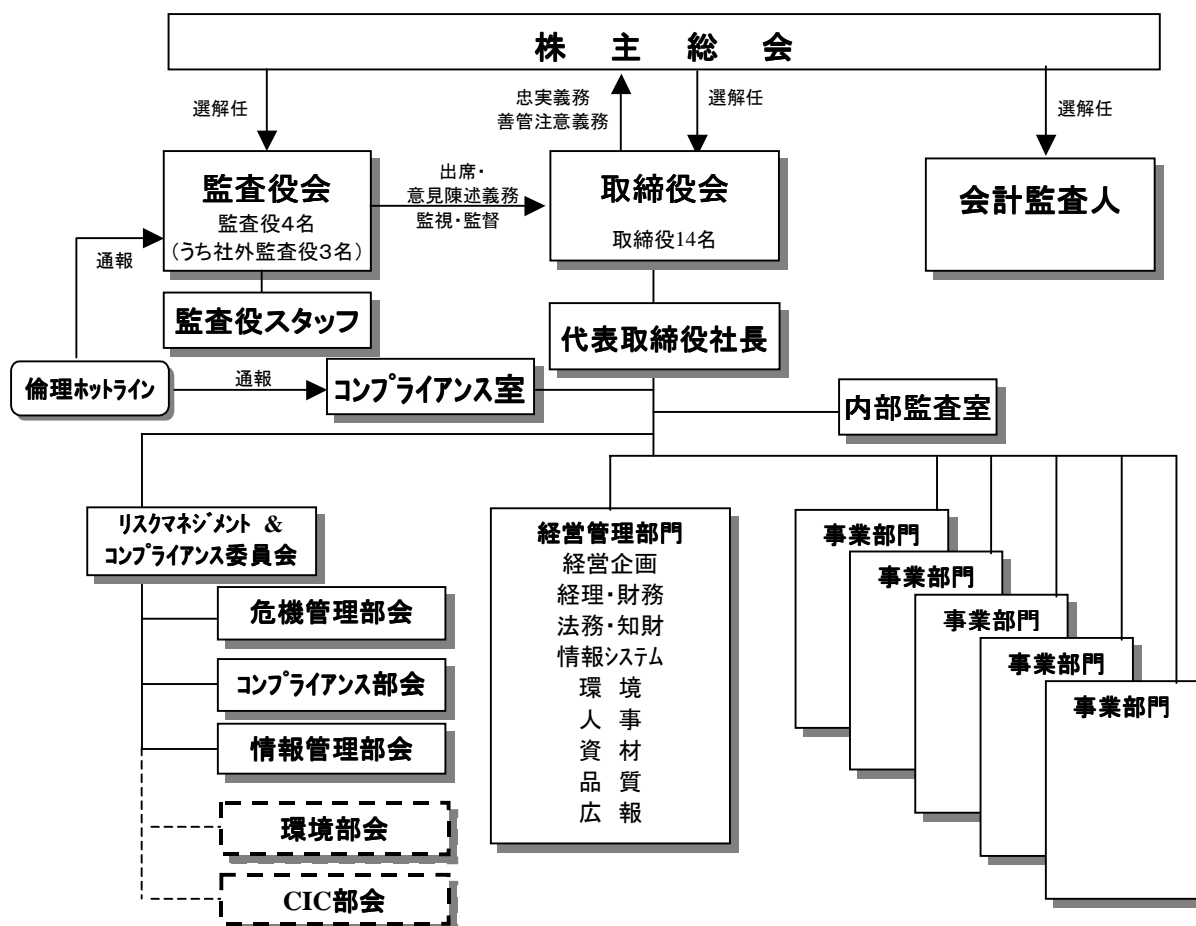 株 主 総 会
選解任
忠実義務
善管注意義務
選解任
選解任
監査役会
監査役4名
(うち社外監査役3名)
出席・
意見陳述義務
監視・監督
取締役会
取締役14名
会計監査人
通報
監査役スタッフ
代表取締役社長
倫理ホットライン
通報
コンプライアンス室
内部監査室
リスクマネジメント &
コンプライアンス委員会
危機管理部会
コンプライアンス部会
情報管理部会
環境部会
CIC部会
経営管理部門
経営企画
経理・財務
法務・知財
情報システム
環 境
人 事
資 材
品 質
広 報
事業部門
事業部門
事業部門
事業部門
事業部門